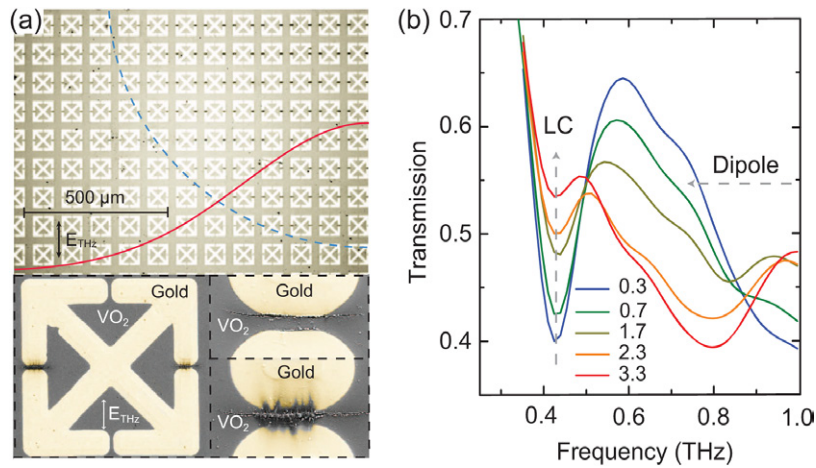 (a)
500 μm
E_THz
Gold
VO₂
E_THz
Gold
VO₂
Gold
VO₂
(b)
0.7
0.6
0.5
0.4
Transmission
LC
Dipole
0.3
0.7
1.7
2.3
3.3
0.4
0.6
0.8
1.0
Frequency (THz)